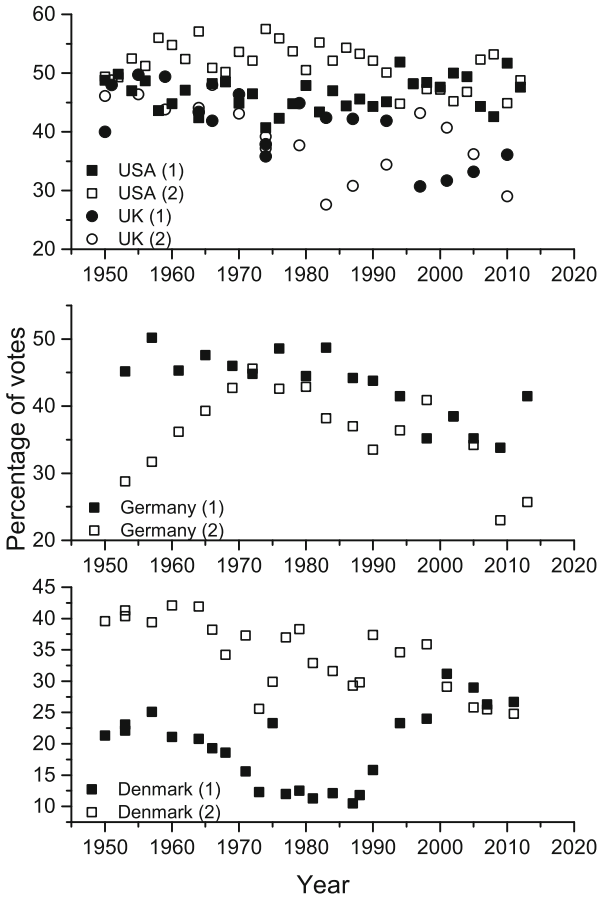 60
50
40
30
20
USA (1)
USA (2)
UK (1)
UK (2)
1950 1960 1970 1980 1990 2000 2010 2020
Percentage of votes
50
40
30
20
Germany (1)
Germany (2)
1950 1960 1970 1980 1990 2000 2010 2020
45
40
35
30
25
20
15
10
Denmark (1)
Denmark (2)
1950 1960 1970 1980 1990 2000 2010 2020
Year